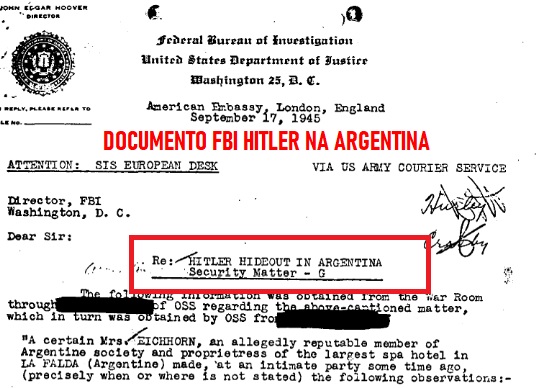 JOHN EDGAR HOOVER
DIRECTOR
Federal Bureau of Investigation
United States Department of Justice
Washington 25, D. C.
REPLY, PLEASE REFER TO
LE NO.
American Embassy, London, England
September 17, 1945
DOCUMENTO FBI HITLER NA ARGENTINA
ATTENTION: SIS EUROPEAN DESK
VIA US ARMY COURIER SERVICE
Director, FBI
Washington, D. C.
Dear Sir:
Re: HITLER HIDEOUT IN ARGENTINA
Security Matter - G
The following information was obtained from the War Room
through of OSS regarding the above-captioned matter,
which in turn was obtained by OSS from
"A certain Mrs. EICHHORN, an allegedly reputable member of
Argentine society and proprietress of the largest spa hotel in
LA FALDA (Argentine) made, at an intimate party some time ago,
(precisely when or where is not stated) the following observations:-